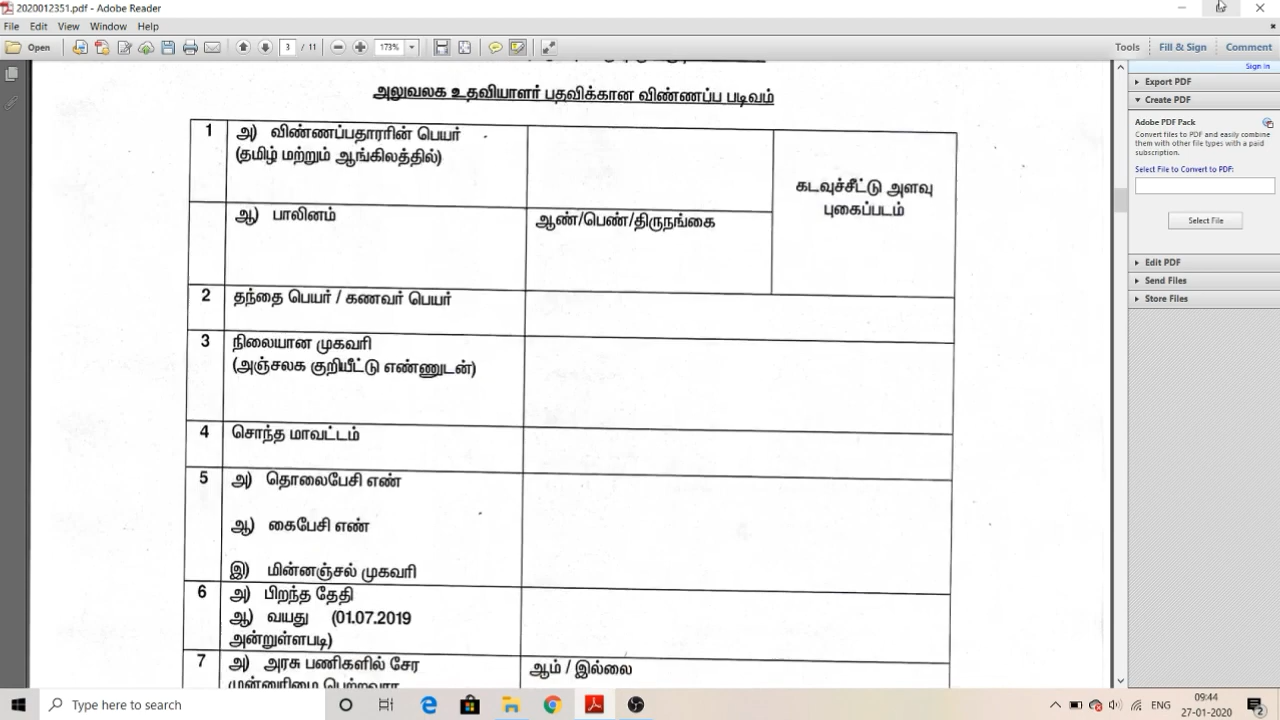 2020012351.pdf - Adobe Reader
File Edit View Window Help
Open 3 / 11 173% Tools Fill & Sign Comment
Sign In
Export PDF
Create PDF
Adobe PDF Pack
Convert files to PDF and easily combine
them with other file types with a paid
subscription.
Select File to Convert to PDF:
Select File
Edit PDF
Send Files
Store Files
அலுவலக உதவியாளர் பதவிக்கான விண்ணப்ப படிவம்
1 அ) விண்ணப்பதாரரின் பெயர்
(தமிழ் மற்றும் ஆங்கிலத்தில்)
கடவுச்சீட்டு அளவு
புகைப்படம்
ஆ) பாலினம் ஆண்/பெண்/திருநங்கை
2 தந்தை பெயர் / கணவர் பெயர்
3 நிலையான முகவரி
(அஞ்சலக குறியீட்டு எண்ணுடன்)
4 சொந்த மாவட்டம்
5 அ) தொலைபேசி எண்
ஆ) கைபேசி எண்
இ) மின்னஞ்சல் முகவரி
6 அ) பிறந்த தேதி
ஆ) வயது (01.07.2019
அன்றுள்ளபடி)
7 அ) அரசு பணிகளில் சேர ஆம் / இல்லை
முன்னுரிமை பெற்றவரா
Type here to search
ENG
09:44
27-01-2020
2